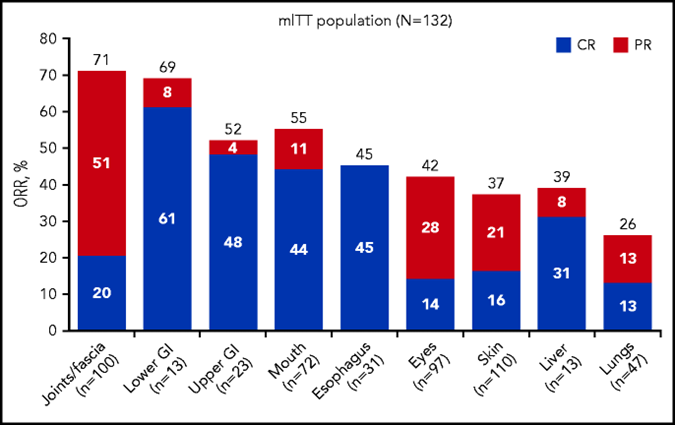 mITT population (N=132)
CR PR
ORR, %
80
70
60
50
40
30
20
10
0
71
51
20
69
8
61
52
4
48
55
11
44
45
45
42
28
14
37
21
16
39
8
31
26
13
13
Joints/fascia
(n=100)
Lower GI
(n=13)
Upper GI
(n=23)
Mouth
(n=72)
Esophagus
(n=31)
Eyes
(n=97)
Skin
(n=110)
Liver
(n=13)
Lungs
(n=47)